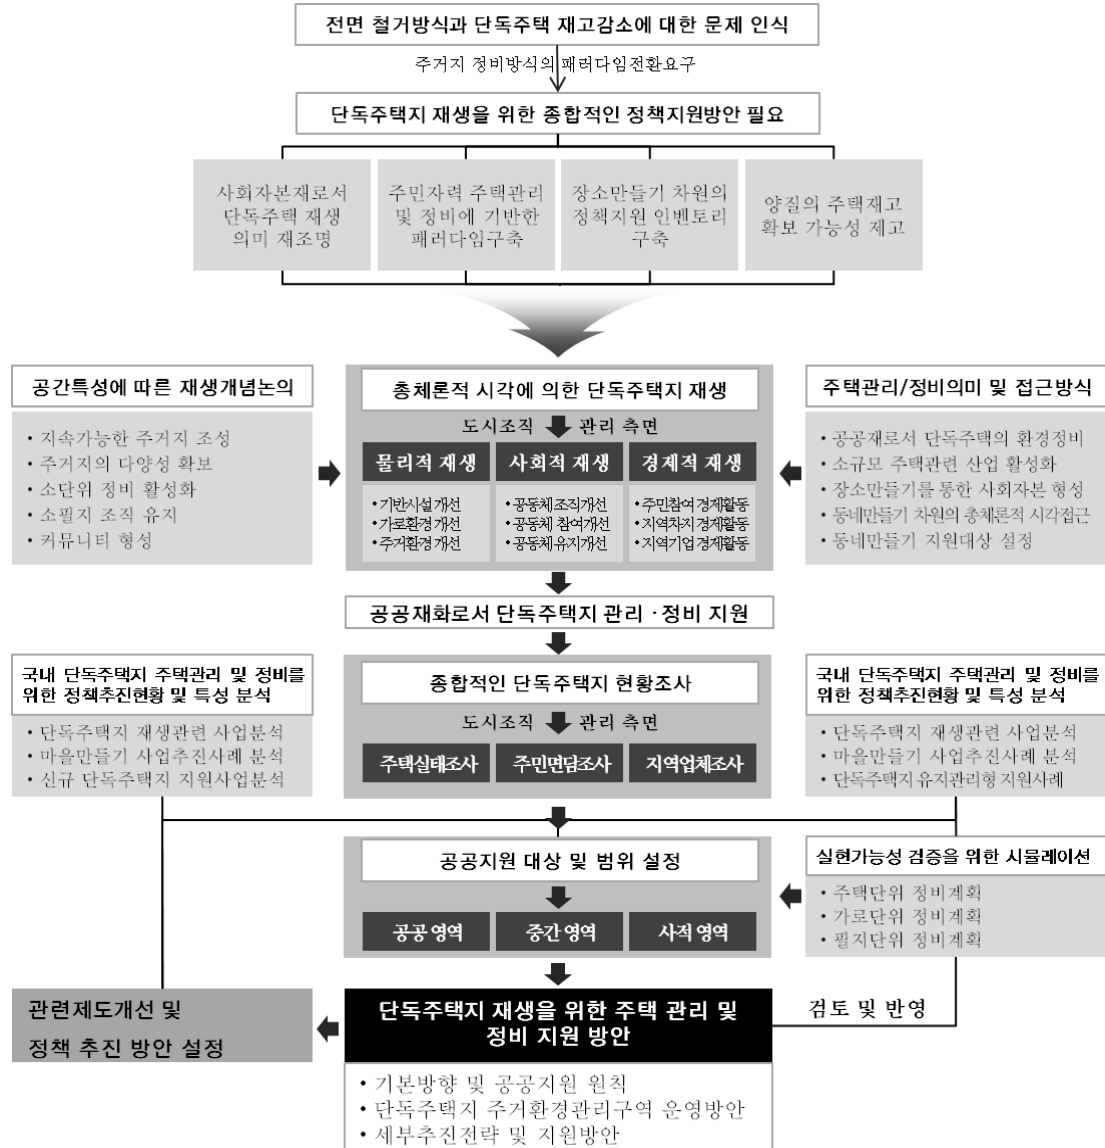 전면 철거방식과 단독주택 재고감소에 대한 문제 인식
주거지 정비방식의 패러다임전환요구
단독주택지 재생을 위한 종합적인 정책지원방안 필요
사회자본재로서
단독주택 재생
의미 재조명
주민자력 주택관리
및 정비에 기반한
패러다임구축
장소만들기 차원의
정책지원 인벤토리
구축
양질의 주택재고
확보 가능성 제고
공간특성에 따른 재생개념논의
• 지속가능한 주거지 조성
• 주거지의 다양성 확보
• 소단위 정비 활성화
• 소필지 조직 유지
• 커뮤니티 형성
총체론적 시각에 의한 단독주택지 재생
도시조직 관리 측면
물리적 재생
사회적 재생
경제적 재생
• 기반시설개선
• 가로환경 개선
• 주거환경 개선
• 공동체 조직개선
• 공동체 참여개선
• 공동체유지개선
• 주민참여 경제활동
• 지역차지 경제활동
• 지역기업 경제활동
주택관리/정비의미 및 접근방식
• 공공재로서 단독주택의 환경정비
• 소규모 주택관련 산업 활성화
• 장소만들기를 통한 사회자본 형성
• 동네만들기 차원의 총체론적 시각접근
• 동네만들기 지원대상 설정
공공재화로서 단독주택지 관리 · 정비 지원
국내 단독주택지 주택관리 및 정비를
위한 정책추진현황 및 특성 분석
• 단독주택지 재생관련 사업분석
• 마을만들기 사업추진사례 분석
• 신규 단독주택지 지원사업분석
종합적인 단독주택지 현황조사
도시조직 관리 측면
주택실태조사
주민면담조사
지역업체조사
국내 단독주택지 주택관리 및 정비를
위한 정책추진현황 및 특성 분석
• 단독주택지 재생관련 사업분석
• 마을만들기 사업추진사례 분석
• 단독주택지 유지관리형 지원사례
공공지원 대상 및 범위 설정
공공 영역
중간 영역
사적 영역
실현가능성 검증을 위한 시뮬레이션
• 주택단위 정비계획
• 가로단위 정비계획
• 필지단위 정비계획
관련제도개선 및
정책 추진 방안 설정
단독주택지 재생을 위한 주택 관리 및
정비 지원 방안
검토 및 반영
• 기본방향 및 공공지원 원칙
• 단독주택지 주거환경관리구역 운영방안
• 세부추진전략 및 지원방안